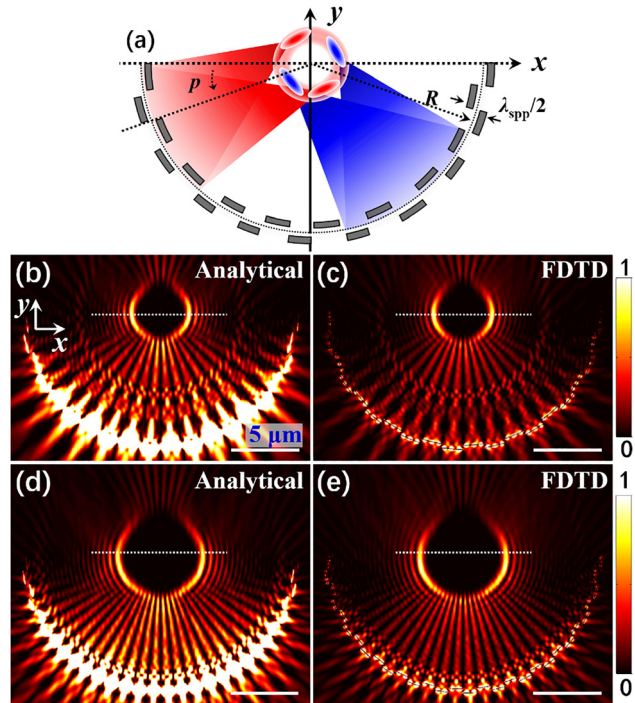 y
(a)
x
p
R
λspp/2
(b)
Analytical
(c)
FDTD
1
y
x
5 μm
0
(d)
Analytical
(e)
FDTD
1
0